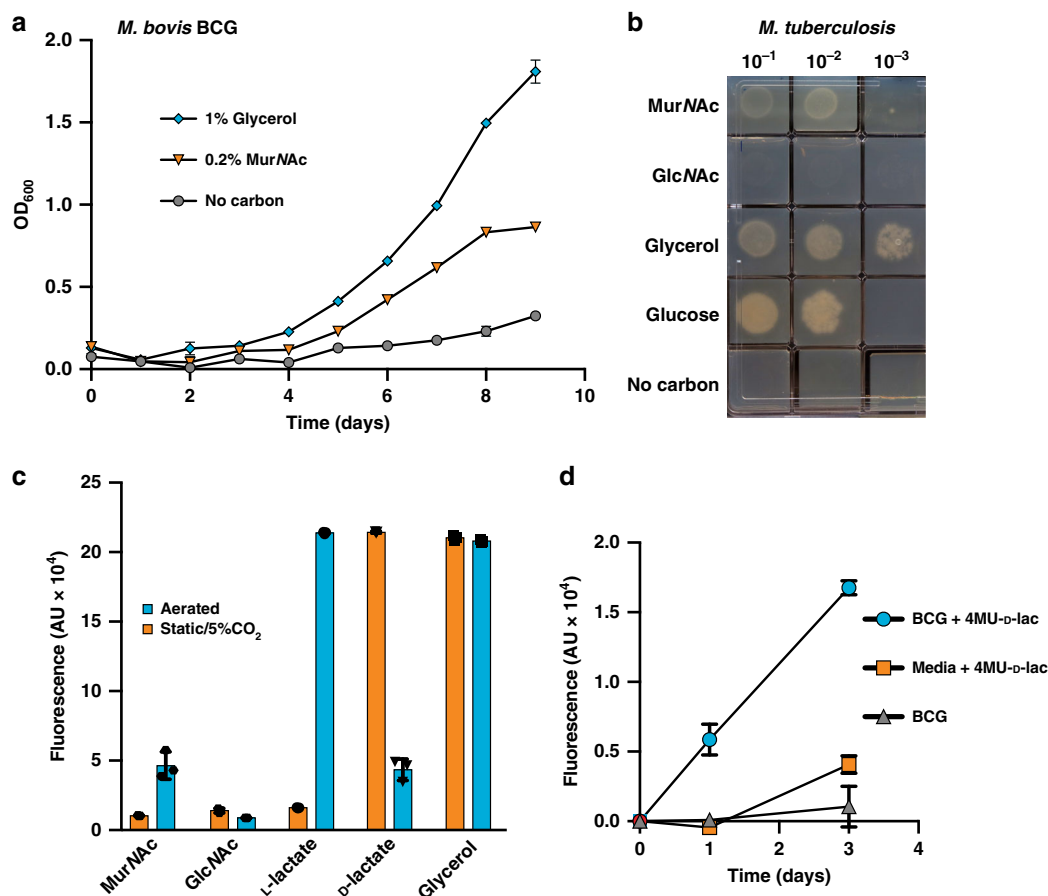 a
M. bovis BCG
2.0
1.5
1.0
0.5
0.0
OD600
1% Glycerol
0.2% MurNAc
No carbon
0 2 4 6 8 10
Time (days)
b
M. tuberculosis
10–1 10–2 10–3
MurNAc
GlcNAc
Glycerol
Glucose
No carbon
c
25
20
15
10
5
0
Fluorescence (AU × 10⁴)
Aerated
Static/5%CO₂
MurNAc
GlcNAc
L-lactate
D-lactate
Glycerol
d
2.0
1.5
1.0
0.5
0.0
Fluorescence (AU × 10⁴)
BCG + 4MU-D-lac
Media + 4MU-D-lac
BCG
0 1 2 3 4
Time (days)